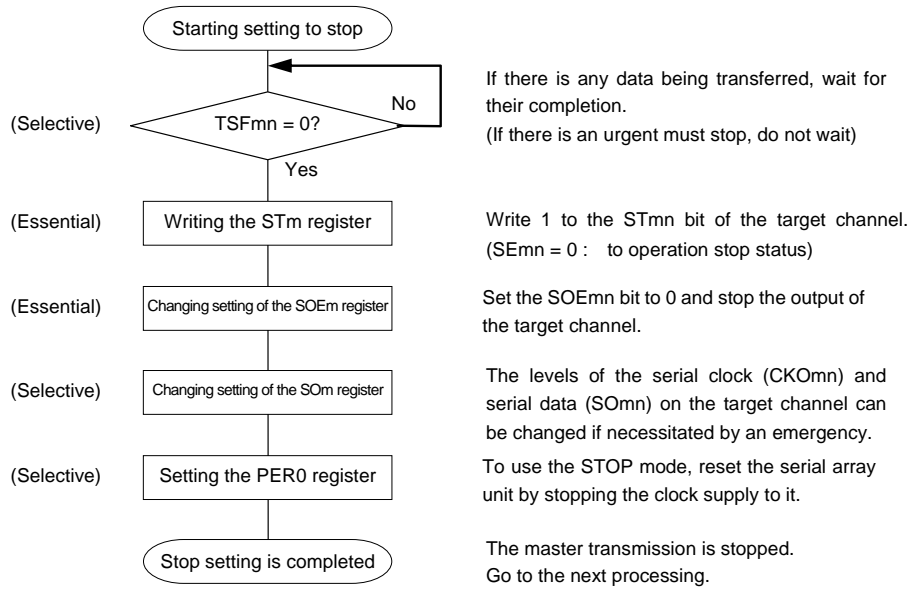 Starting setting to stop
If there is any data being transferred, wait for
their completion.
(If there is an urgent must stop, do not wait)
(Selective)
TSFmn = 0?
No
Yes
(Essential)
Writing the STm register
Write 1 to the STmn bit of the target channel.
(SEmn = 0 : to operation stop status)
(Essential)
Changing setting of the SOEm register
Set the SOEmn bit to 0 and stop the output of
the target channel.
(Selective)
Changing setting of the SOm register
The levels of the serial clock (CKOmn) and
serial data (SOmn) on the target channel can
be changed if necessitated by an emergency.
(Selective)
Setting the PER0 register
To use the STOP mode, reset the serial array
unit by stopping the clock supply to it.
Stop setting is completed
The master transmission is stopped.
Go to the next processing.